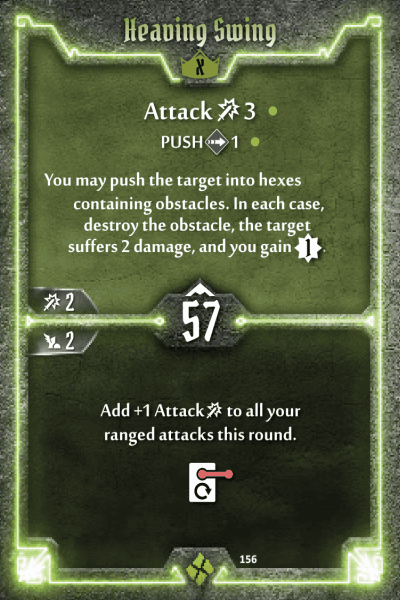 Heaving Swing
X
Attack 3
PUSH 1
You may push the target into hexes
containing obstacles. In each case,
destroy the obstacle, the target
suffers 2 damage, and you gain 1.
2
57
2
Add +1 Attack to all your
ranged attacks this round.
156